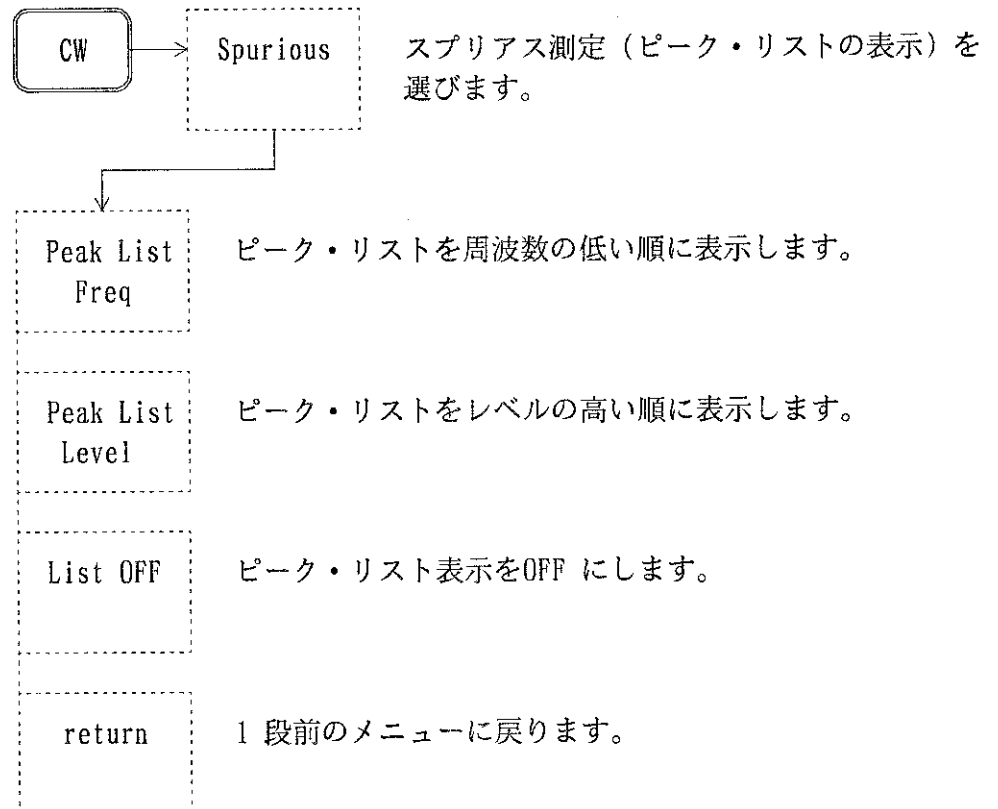 CW
Spurious
スプリアス測定（ピーク・リストの表示）を
選びます。
Peak List
Freq
ピーク・リストを周波数の低い順に表示します。
Peak List
Level
ピーク・リストをレベルの高い順に表示します。
List OFF
ピーク・リスト表示をOFF にします。
return
1 段前のメニューに戻ります。